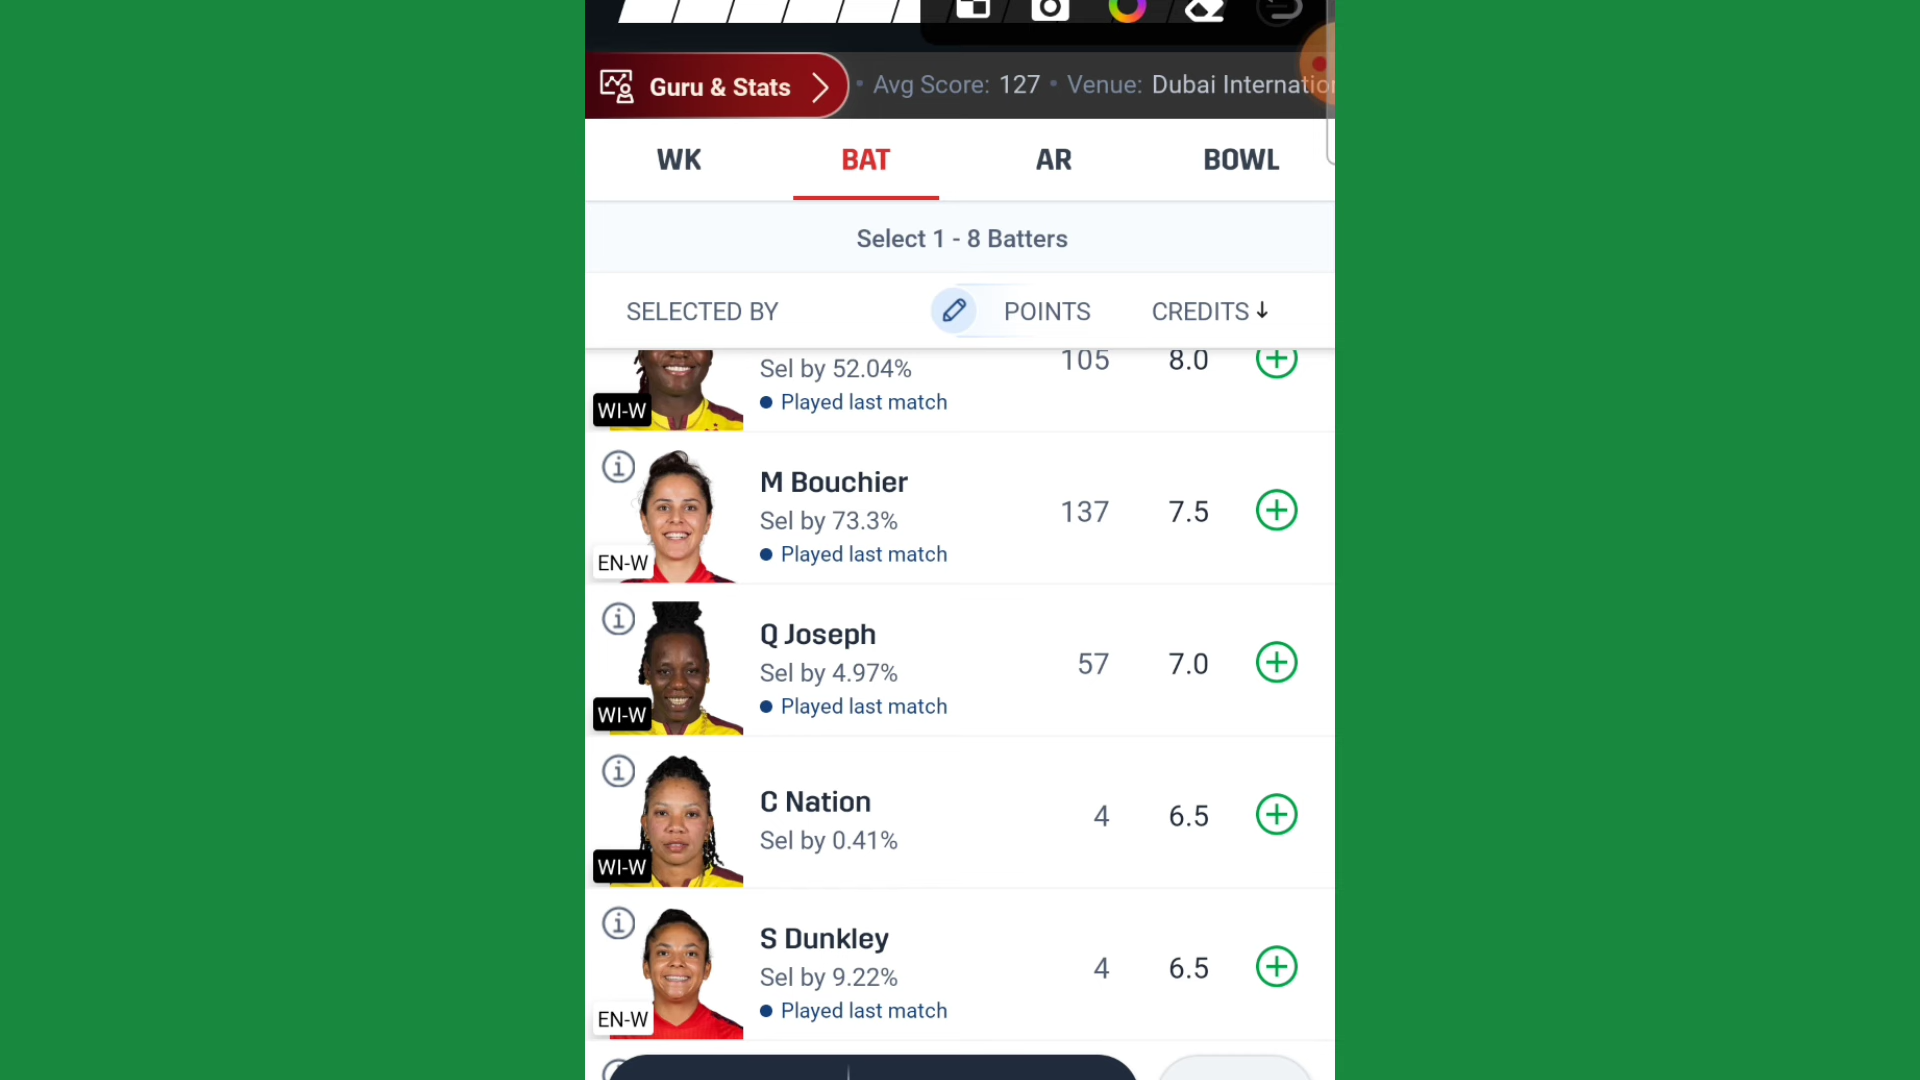 Guru & Stats
• Avg Score: 127 • Venue: Dubai Internatio
WK BAT AR BOWL
Select 1 - 8 Batters
SELECTED BY POINTS CREDITS ↓
Sel by 52.04% 105 8.0
Played last match
WI-W
M Bouchier
Sel by 73.3% 137 7.5
Played last match
EN-W
Q Joseph
Sel by 4.97% 57 7.0
Played last match
WI-W
C Nation
Sel by 0.41% 4 6.5
WI-W
S Dunkley
Sel by 9.22% 4 6.5
Played last match
EN-W